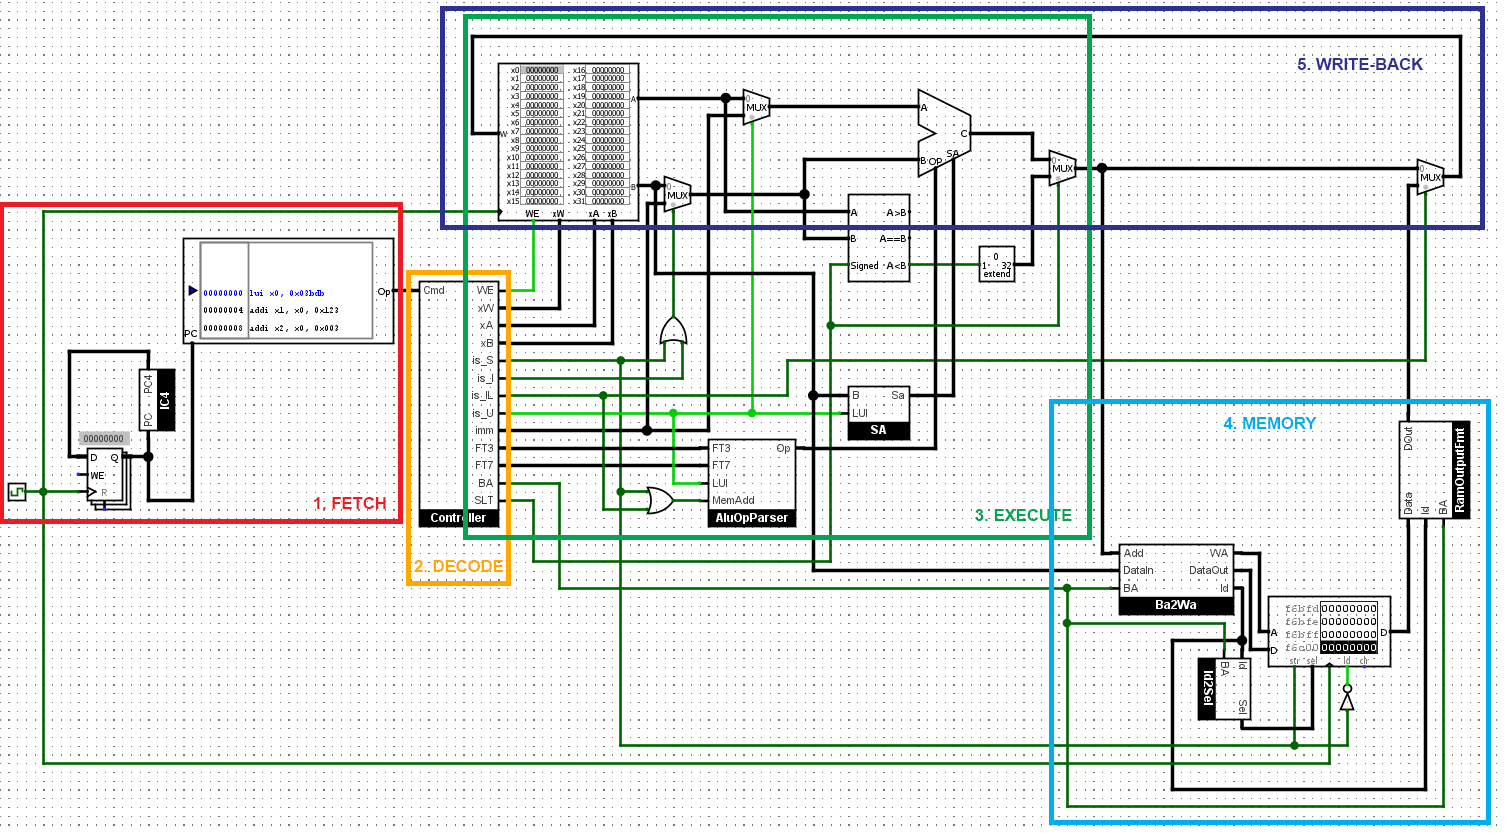 5. WRITE-BACK
x0 00000000 x16 00000000
x1 00000000 x17 00000000
x2 00000000 x18 00000000
x3 00000000 x19 00000000
x4 00000000 x20 00000000
x5 00000000 x21 00000000
x6 00000000 x22 00000000
x7 00000000 x23 00000000
x8 00000000 x24 00000000
x9 00000000 x25 00000000
x10 00000000 x26 00000000
x11 00000000 x27 00000000
x12 00000000 x28 00000000
x13 00000000 x29 00000000
x14 00000000 x30 00000000
x15 00000000 x31 00000000
W
A
B
WE xW xA xB
0
MUX
0
MUX
A
B
OP
SA
C
0
MUX
0
MUX
A A>B
B A==B
Signed A<B
0
1 32
extend
00000000 lui x0, 0x03bdb
00000004 addi x1, x0, 0x123
00000008 addi x2, x0, 0x003
Op
PC
PC4
PC
IC4
00000000
D Q
WE
R
1. FETCH
Cmd
WE
xW
xA
xB
is_S
is_I
is_IL
is_U
imm
FT3
FT7
BA
SLT
Controller
2. DECODE
B Sa
LUI
SA
FT3 Op
FT7
LUI
MemAdd
AluOpParser
3. EXECUTE
4. MEMORY
DOut
Data
Id
BA
RamOutputFmt
Add WA
DataIn DataOut
BA Id
Ba2Wa
BA
Id
Sel
Id2Sel
f6bfd 00000000
f6bfe 00000000
f6bff 00000000
f6c00 00000000
A
D
D
str sel ld clr